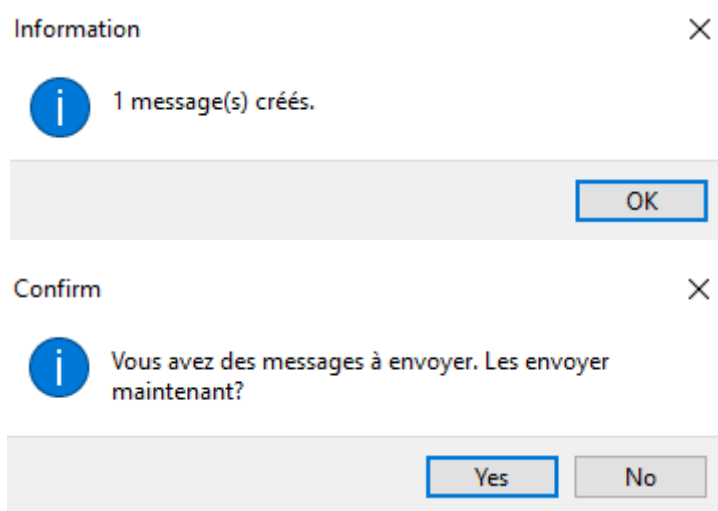 Information
1 message(s) créés.
OK
Confirm
Vous avez des messages à envoyer. Les envoyer
maintenant?
Yes No